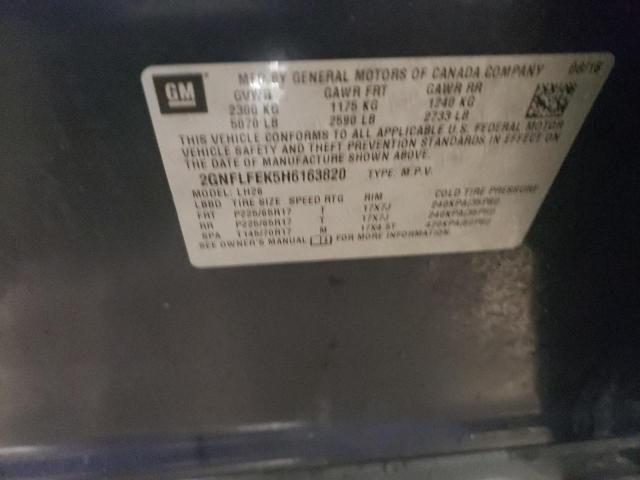 GM
MFD BY GENERAL MOTORS OF CANADA COMPANY
GVWR GAWR FRT GAWR RR
2300 KG 1175 KG 1240 KG
5070 LB 2590 LB 2733 LB
THIS VEHICLE CONFORMS TO ALL APPLICABLE U.S. FEDERAL MOTOR
VEHICLE SAFETY AND THEFT PREVENTION STANDARDS IN EFFECT ON
THE DATE OF MANUFACTURE SHOWN ABOVE.
2GNFLFEK5H6163820 TYPE: M.P.V.
MODEL: LH26
TIRE SIZE SPEED RTG RIM COLD TIRE PRESSURE
FRT P225/65R17 T 17X7J 240KPA/35PSI
RR P225/65R17 T 17X7J 240KPA/35PSI
SPA T145/70R17 M 17X4 ST 420KPA/60PSI
SEE OWNER'S MANUAL FOR MORE INFORMATION.